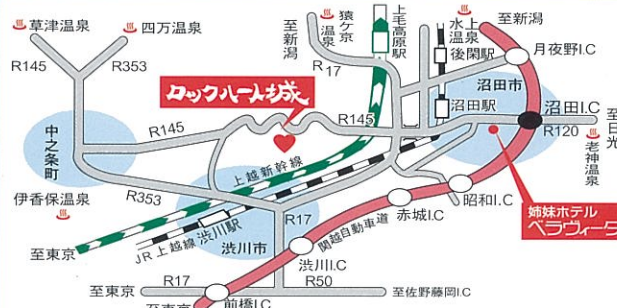 草津温泉
四万温泉
R145
R353
至新潟
猿ケ京温泉
R17
上毛高原駅
水上温泉
後閑駅
至新潟
月夜野I.C
ロックハート城
沼田市
沼田駅
沼田I.C
R120
至日光
老神温泉
中之条町
R145
R145
姉妹ホテル
ベラヴィータ
上越新幹線
R353
伊香保温泉
R17
昭和I.C
赤城I.C
関越自動車道
JR上越線
渋川駅
渋川市
渋川I.C
至東京
R17
R50
至東京
至佐野藤岡I.C
前橋I.C
至東京